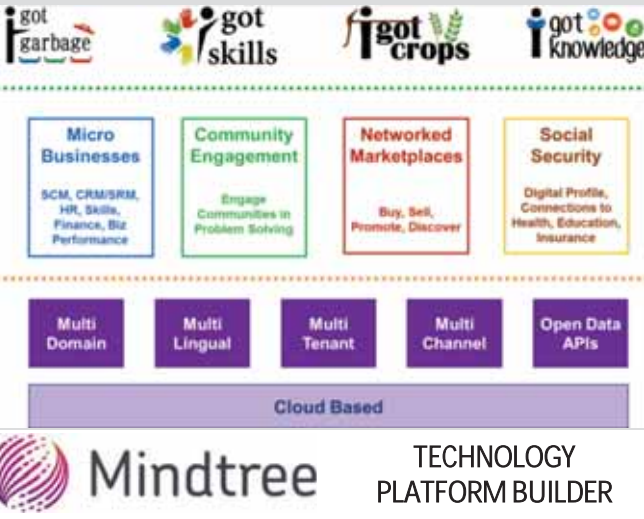 i got garbage
i got skills
i got crops
i got knowledge
Micro
Businesses
SCM, CRM/SRM,
HR, Skills,
Finance, Biz
Performance
Community
Engagement
Engage
Communities in
Problem Solving
Networked
Marketplaces
Buy, Sell,
Promote, Discover
Social
Security
Digital Profile,
Connections to
Health, Education,
Insurance
Multi
Domain
Multi
Lingual
Multi
Tenant
Multi
Channel
Open Data
APIs
Cloud Based
Mindtree
TECHNOLOGY
PLATFORM BUILDER